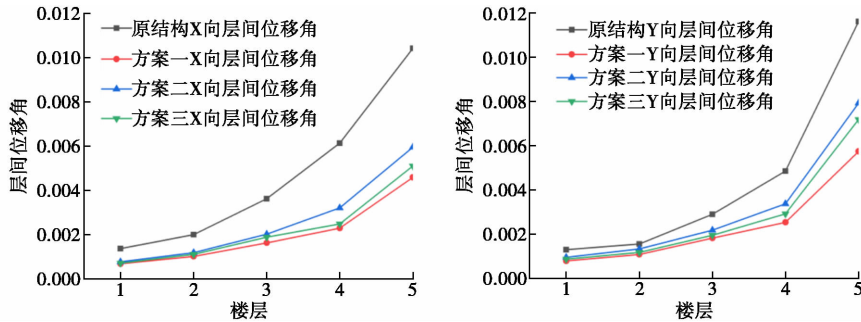 0.012
0.010
0.008
0.006
0.004
0.002
0.000
层间位移角
原结构X向层间位移角
方案一X向层间位移角
方案二X向层间位移角
方案三X向层间位移角
1 2 3 4 5
楼层
0.012
0.010
0.008
0.006
0.004
0.002
0.000
层间位移角
原结构Y向层间位移角
方案一Y向层间位移角
方案二Y向层间位移角
方案三Y向层间位移角
1 2 3 4 5
楼层